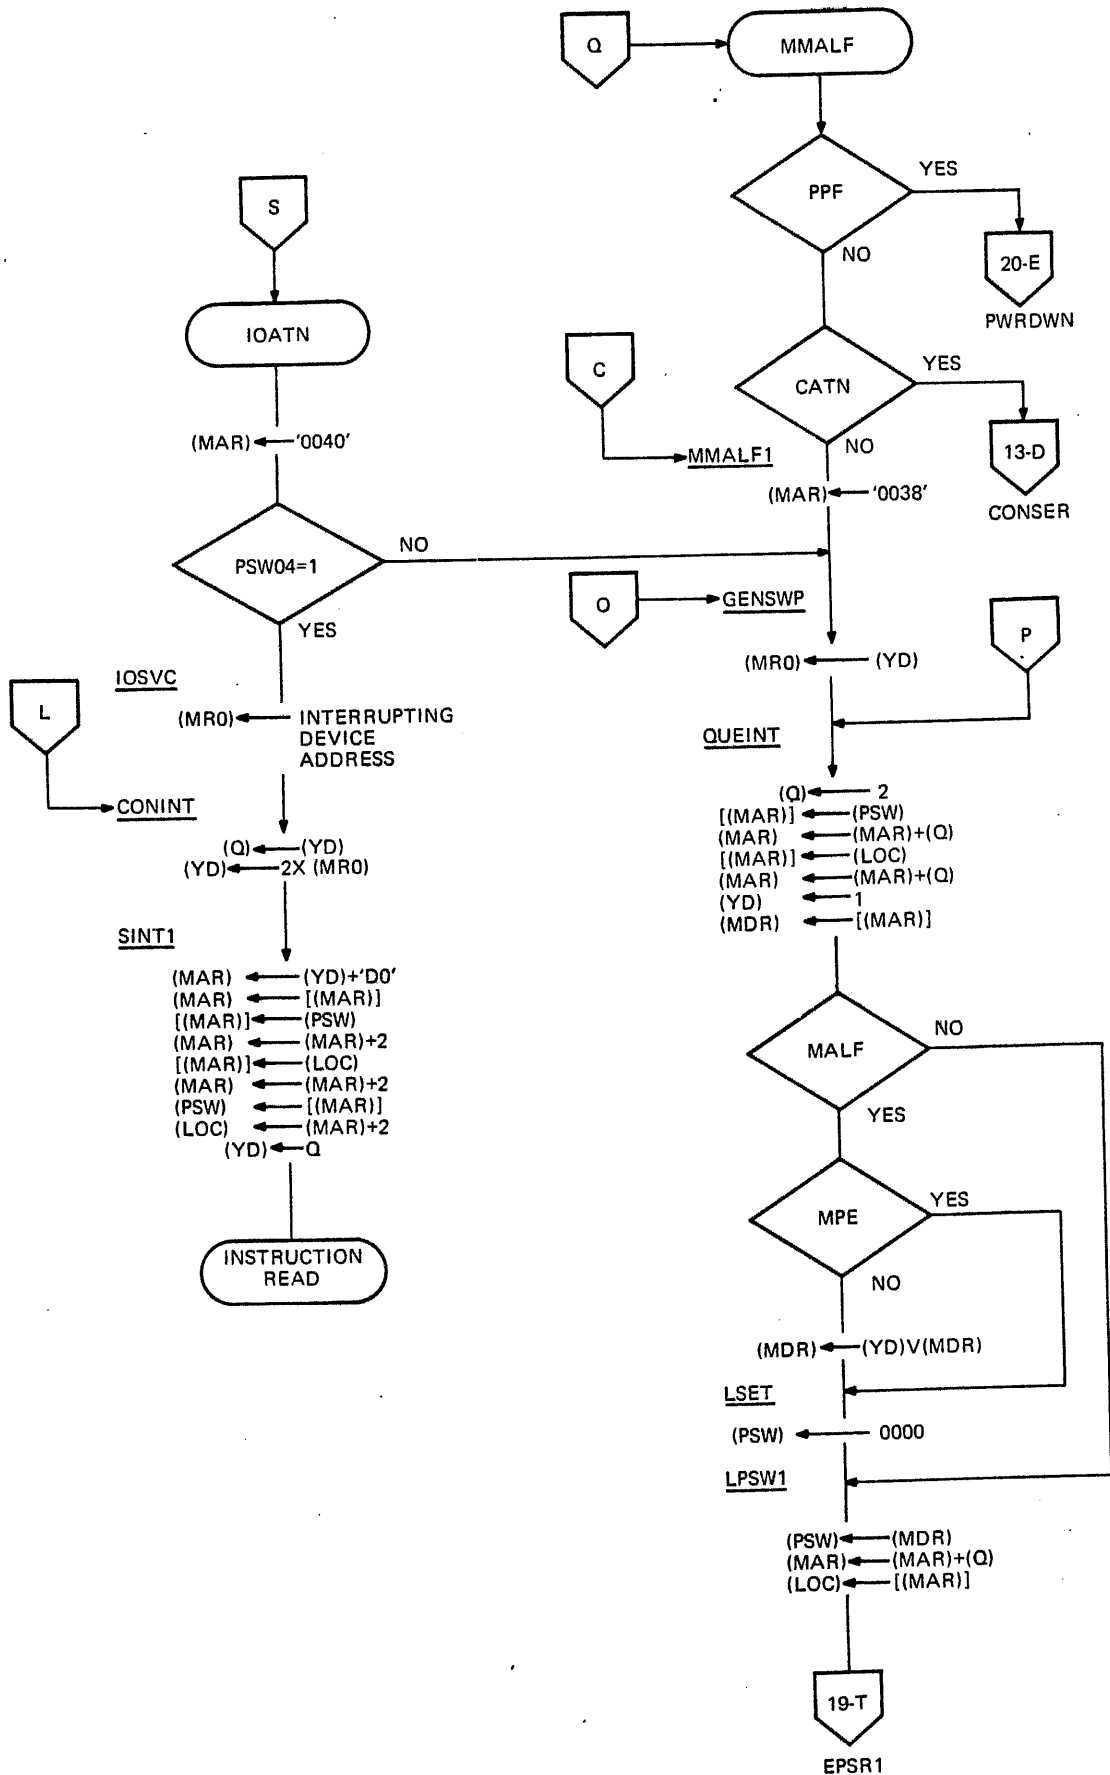 Q
MMALF
PPF
YES
NO
20-E
PWRDWN
S
IOATN
(MAR) ← '0040'
C
MMALF1
CATN
YES
NO
13-D
CONSER
(MAR) ← '0038'
PSW04=1
NO
YES
O
GENSWP
P
(MR0) ← (YD)
IOSVC
L
(MR0) ← INTERRUPTING
DEVICE
ADDRESS
CONINT
QUEINT
(Q) ← 2
[(MAR)] ← (PSW)
(MAR) ← (MAR)+(Q)
[(MAR)] ← (LOC)
(MAR) ← (MAR)+(Q)
(YD) ← 1
(MDR) ← [(MAR)]
(Q) ← (YD)
(YD) ← 2X (MR0)
SINT1
(MAR) ← (YD)+'D0'
(MAR) ← [(MAR)]
[(MAR)] ← (PSW)
(MAR) ← (MAR)+2
[(MAR)] ← (LOC)
(MAR) ← (MAR)+2
(PSW) ← [(MAR)]
(LOC) ← (MAR)+2
(YD) ← Q
INSTRUCTION
READ
MALF
NO
YES
MPE
YES
NO
(MDR) ← (YD)V(MDR)
LSET
(PSW) ← 0000
LPSW1
(PSW) ← (MDR)
(MAR) ← (MAR)+(Q)
(LOC) ← [(MAR)]
19-T
EPSR1